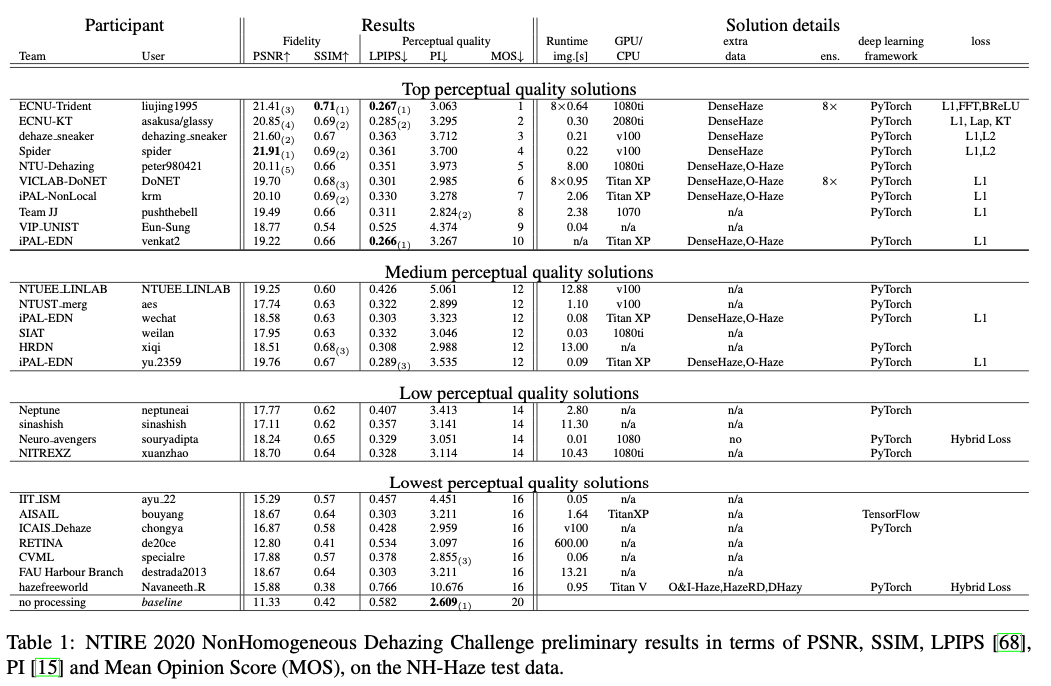 Participant Results Solution details
Fidelity Perceptual quality Runtime GPU/ extra deep learning loss
Team User PSNR↑ SSIM↑ LPIPS↓ PI↓ MOS↓ img.[s] CPU data ens. framework
Top perceptual quality solutions
ECNU-Trident liujing1995 21.41(3) 0.71(1) 0.267(1) 3.063 1 8×0.64 1080ti DenseHaze 8× PyTorch L1,FFT,BReLU
ECNU-KT asakusa/glassy 20.85(4) 0.69(2) 0.285(2) 3.295 2 0.30 2080ti DenseHaze PyTorch L1, Lap, KT
dehaze_sneaker dehazing_sneaker 21.60(2) 0.67 0.363 3.712 3 0.21 v100 DenseHaze PyTorch L1,L2
Spider spider 21.91(1) 0.69(2) 0.361 3.700 4 0.22 v100 DenseHaze PyTorch L1,L2
NTU-Dehazing peter980421 20.11(5) 0.66 0.351 3.973 5 8.00 1080ti DenseHaze,O-Haze PyTorch
VICLAB-DoNET DoNET 19.70 0.68(3) 0.301 2.985 6 8×0.95 Titan XP DenseHaze,O-Haze 8× PyTorch L1
iPAL-NonLocal krm 20.10 0.69(2) 0.330 3.278 7 2.06 Titan XP DenseHaze,O-Haze PyTorch L1
Team JJ pushthebell 19.49 0.66 0.311 2.824(2) 8 2.38 1070 n/a PyTorch L1
VIP_UNIST Eun-Sung 18.77 0.54 0.525 4.374 9 0.04 n/a n/a
iPAL-EDN venkat2 19.22 0.66 0.266(1) 3.267 10 n/a Titan XP DenseHaze,O-Haze PyTorch L1
Medium perceptual quality solutions
NTUEE_LINLAB NTUEE_LINLAB 19.25 0.60 0.426 5.061 12 12.88 v100 n/a PyTorch
NTUST_merg aes 17.74 0.63 0.322 2.899 12 1.10 v100 n/a PyTorch
iPAL-EDN wechat 18.58 0.63 0.303 3.323 12 0.08 Titan XP DenseHaze,O-Haze PyTorch L1
SIAT weilan 17.95 0.63 0.332 3.046 12 0.03 1080ti n/a
HRDN xiqi 18.51 0.68(3) 0.308 2.988 12 13.00 n/a n/a PyTorch
iPAL-EDN yu.2359 19.76 0.67 0.289(3) 3.535 12 0.09 Titan XP DenseHaze,O-Haze PyTorch L1
Low perceptual quality solutions
Neptune neptuneai 17.77 0.62 0.407 3.413 14 2.80 n/a n/a PyTorch
sinashish sinashish 17.11 0.62 0.357 3.141 14 11.30 n/a n/a
Neuro_avengers souryadipta 18.24 0.65 0.329 3.051 14 0.01 1080 no PyTorch Hybrid Loss
NITREXZ xuanzhao 18.70 0.64 0.328 3.114 14 10.43 1080ti n/a PyTorch
Lowest perceptual quality solutions
IIT_ISM ayu_22 15.29 0.57 0.457 4.451 16 0.05 n/a n/a
AISAIL bouyang 18.67 0.64 0.303 3.211 16 1.64 TitanXP n/a TensorFlow
ICAIS_Dehaze chongya 16.87 0.58 0.428 2.959 16 v100 n/a n/a PyTorch
RETINA de20ce 12.80 0.41 0.534 3.097 16 600.00 n/a n/a
CVML specialre 17.88 0.57 0.378 2.855(3) 16 0.06 n/a n/a
FAU Harbour Branch destrada2013 18.67 0.64 0.303 3.211 16 13.21 n/a n/a
hazefreeworld Navaneeth_R 15.88 0.38 0.766 10.676 16 0.95 Titan V O&I-Haze,HazeRD,DHazy PyTorch Hybrid Loss
no processing baseline 11.33 0.42 0.582 2.609(1) 20
Table 1: NTIRE 2020 NonHomogeneous Dehazing Challenge preliminary results in terms of PSNR, SSIM, LPIPS [68],
PI [15] and Mean Opinion Score (MOS), on the NH-Haze test data.